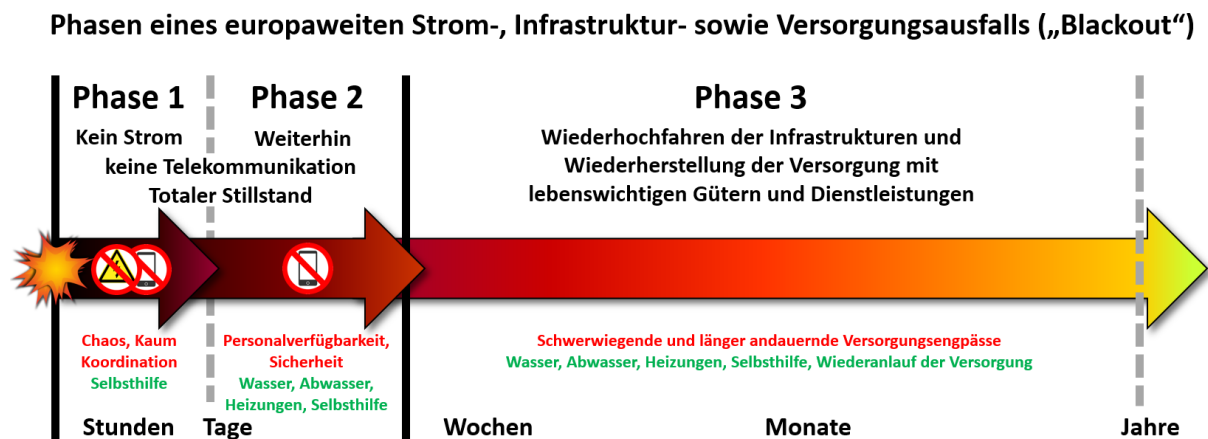 Phasen eines europaweiten Strom-, Infrastruktur- sowie Versorgungsausfalls („Blackout“)
Phase 1
Kein Strom
Phase 2
Weiterhin
keine Telekommunikation
Totaler Stillstand
Phase 3
Wiederhochfahren der Infrastrukturen und
Wiederherstellung der Versorgung mit
lebenswichtigen Gütern und Dienstleistungen
Chaos, Kaum
Koordination
Selbsthilfe
Personalverfügbarkeit,
Sicherheit
Wasser, Abwasser,
Heizungen, Selbsthilfe
Schwerwiegende und länger andauernde Versorgungsengpässe
Wasser, Abwasser, Heizungen, Selbsthilfe, Wiederanlauf der Versorgung
Stunden
Tage
Wochen
Monate
Jahre